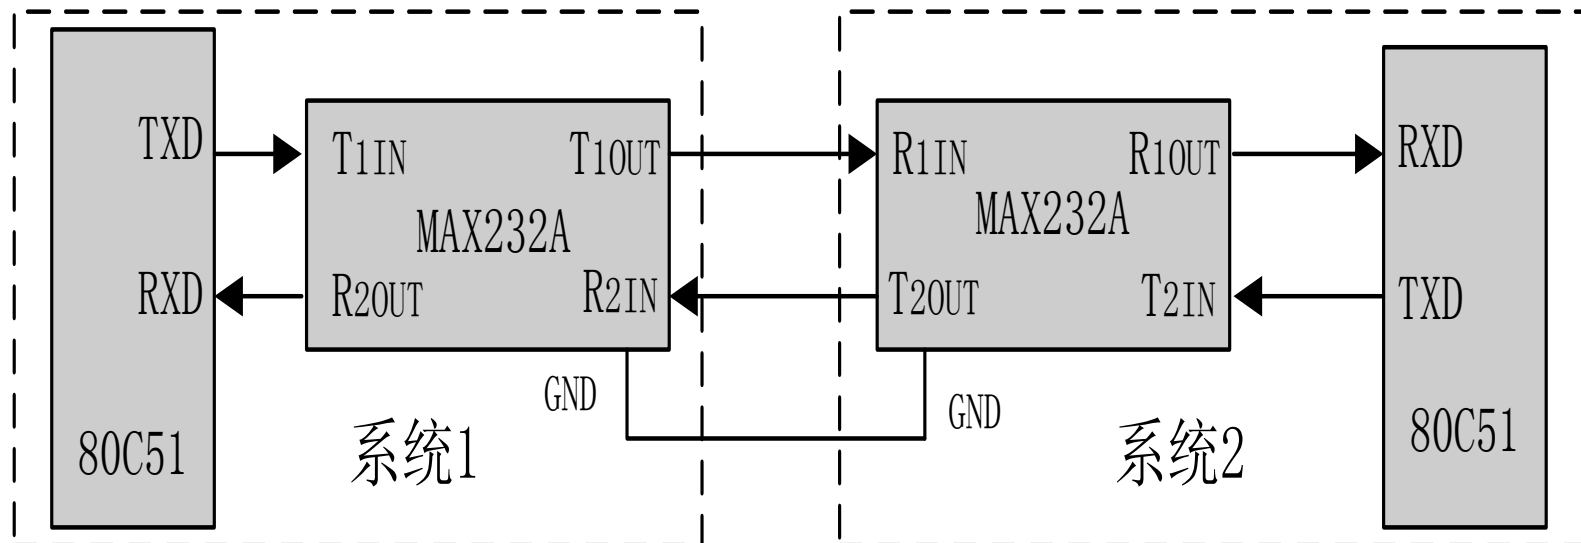 TXD
T1IN
T1OUT
R1IN
R1OUT
RXD
MAX232A
MAX232A
RXD
R2OUT
R2IN
T2OUT
T2IN
TXD
GND
GND
80C51
系统1
系统2
80C51